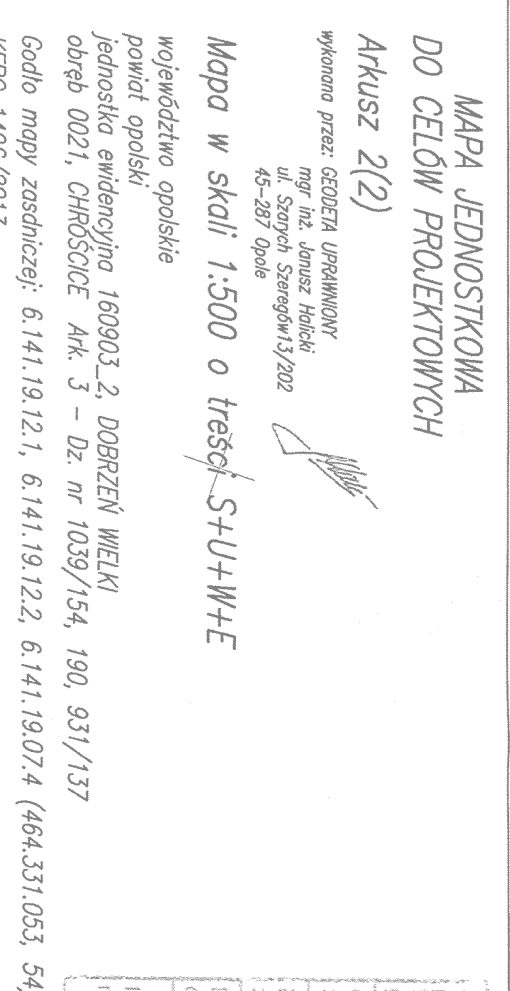 MAPA JEDNOSTKOWA
DO CELÓW PROJEKTOWYCH
Arkusz 2(2)
wykonana przez: GEODETA UPRAWNIONY
mgr inż. Janusz Halicki
ul. Szarych Szeregów13/202
45-287 Opole
Mapa w skali 1:500 o treści S+U+W+E
województwo opolskie
powiat opolski
jednostka ewidencyjna 160903_2, DOBRZEŃ WIELKI
obręb 0021, CHRÓŚCICE Ark. 3 - Dz. nr 1039/154, 190, 931/137
Godło mapy zasdniczej: 6.141.19.12.1, 6.141.19.12.2, 6.141.19.07.4 (464.331.053, 54,